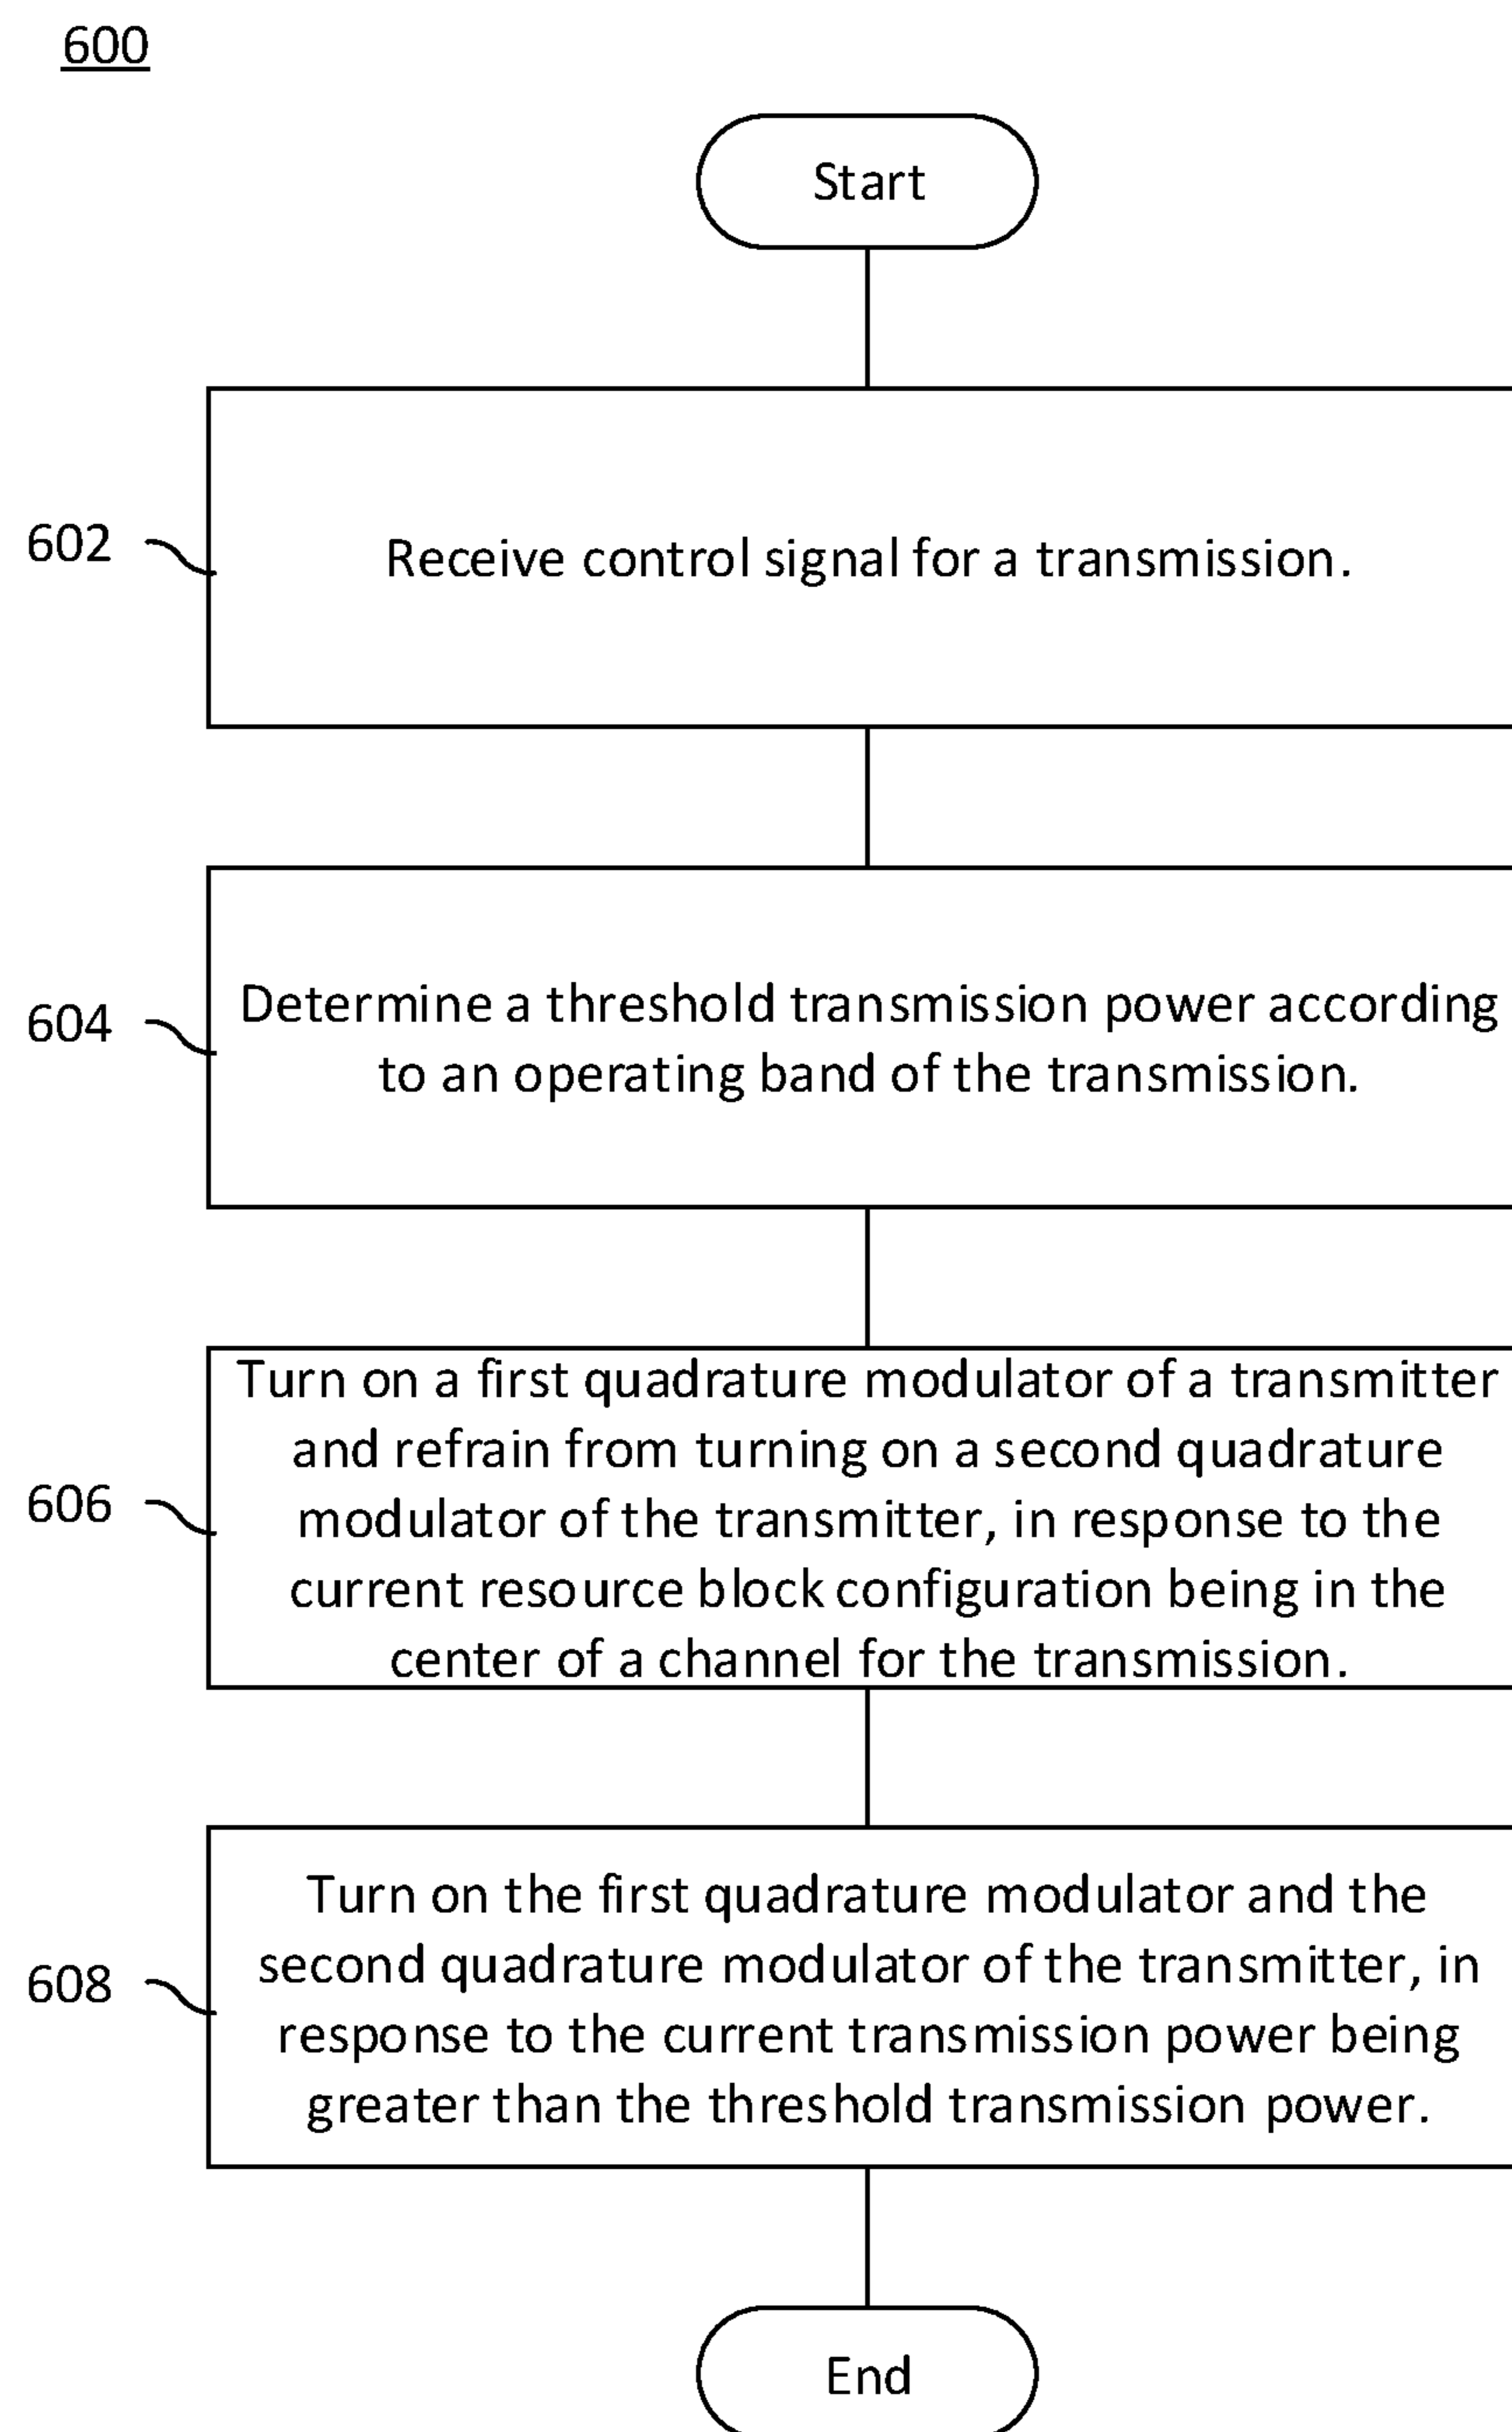 600
Start
602
Receive control signal for a transmission.
604
Determine a threshold transmission power according
to an operating band of the transmission.
606
Turn on a first quadrature modulator of a transmitter
and refrain from turning on a second quadrature
modulator of the transmitter, in response to the
current resource block configuration being in the
center of a channel for the transmission.
608
Turn on the first quadrature modulator and the
second quadrature modulator of the transmitter, in
response to the current transmission power being
greater than the threshold transmission power.
End